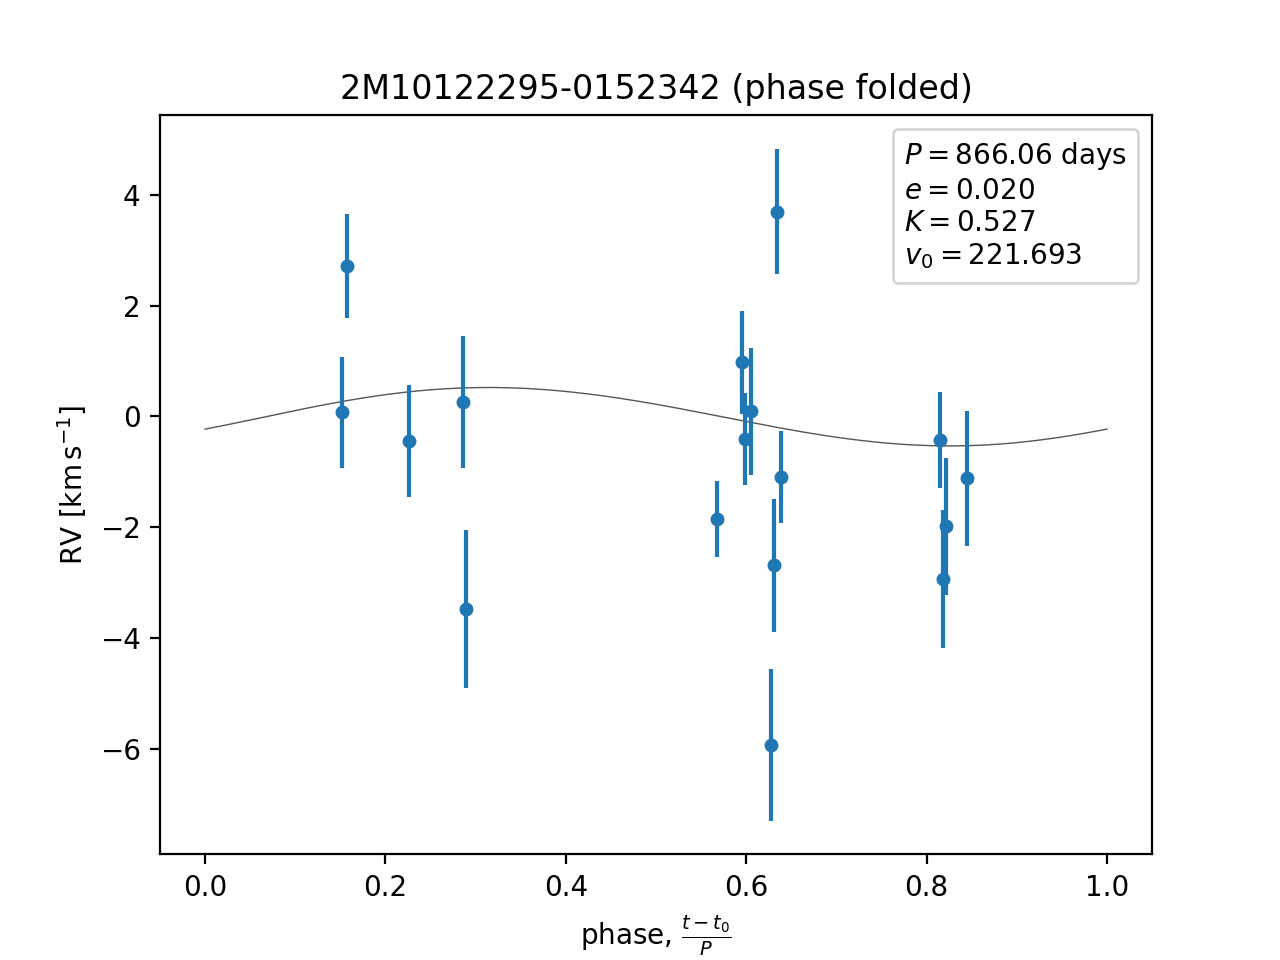 2M10122295-0152342 (phase folded)
P = 866.06 days
e = 0.020
K = 0.527
v₀ = 221.693
4
2
0
−2
−4
−6
RV [km s⁻¹]
0.0 0.2 0.4 0.6 0.8 1.0
phase, (t − t₀)/P